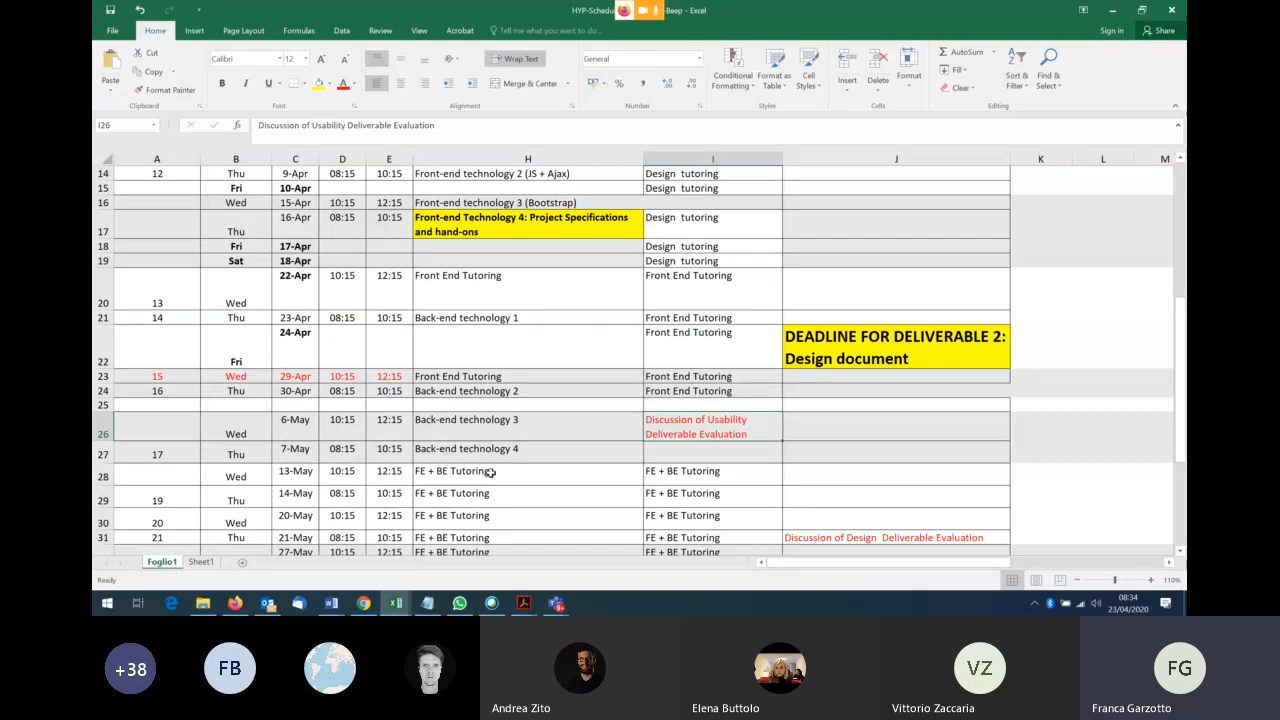 HYP-Schedu
Beep - Excel
File Home Insert Page Layout Formulas Data Review View Acrobat Tell me what you want to do... Sign in Share
Paste
Cut
Copy
Format Painter
Clipboard
Calibri 12
B I U
Font
Wrap Text
Merge & Center
Alignment
General
Number
Conditional Formatting
Format as Table
Cell Styles
Styles
Insert Delete Format
Cells
AutoSum
Fill
Clear
Sort & Filter
Find & Select
Editing
I26 fx Discussion of Usability Deliverable Evaluation
A B C D E H I J K L M
14 12 Thu 9-Apr 08:15 10:15 Front-end technology 2 (JS + Ajax) Design tutoring
15 Fri 10-Apr Design tutoring
16 Wed 15-Apr 10:15 12:15 Front-end technology 3 (Bootstrap)
17 Thu 16-Apr 08:15 10:15 Front-end Technology 4: Project Specifications and hand-ons Design tutoring
18 Fri 17-Apr Design tutoring
19 Sat 18-Apr Design tutoring
20 13 Wed 22-Apr 10:15 12:15 Front End Tutoring Front End Tutoring
21 14 Thu 23-Apr 08:15 10:15 Back-end technology 1 Front End Tutoring
22 Fri 24-Apr Front End Tutoring DEADLINE FOR DELIVERABLE 2: Design document
23 15 Wed 29-Apr 10:15 12:15 Front End Tutoring Front End Tutoring
24 16 Thu 30-Apr 08:15 10:15 Back-end technology 2 Front End Tutoring
25
26 Wed 6-May 10:15 12:15 Back-end technology 3 Discussion of Usability Deliverable Evaluation
27 17 Thu 7-May 08:15 10:15 Back-end technology 4
28 Wed 13-May 10:15 12:15 FE + BE Tutoring FE + BE Tutoring
29 19 Thu 14-May 08:15 10:15 FE + BE Tutoring FE + BE Tutoring
30 20 Wed 20-May 10:15 12:15 FE + BE Tutoring FE + BE Tutoring
31 21 Thu 21-May 08:15 10:15 FE + BE Tutoring FE + BE Tutoring Discussion of Design Deliverable Evaluation
27-May 10:15 12:15 FE + BE Tutoring FE + BE Tutoring
Foglio1 Sheet1
Ready 110%
08:34
23/04/2020
+38 FB VZ FG
Andrea Zito Elena Buttolo Vittorio Zaccaria Franca Garzotto